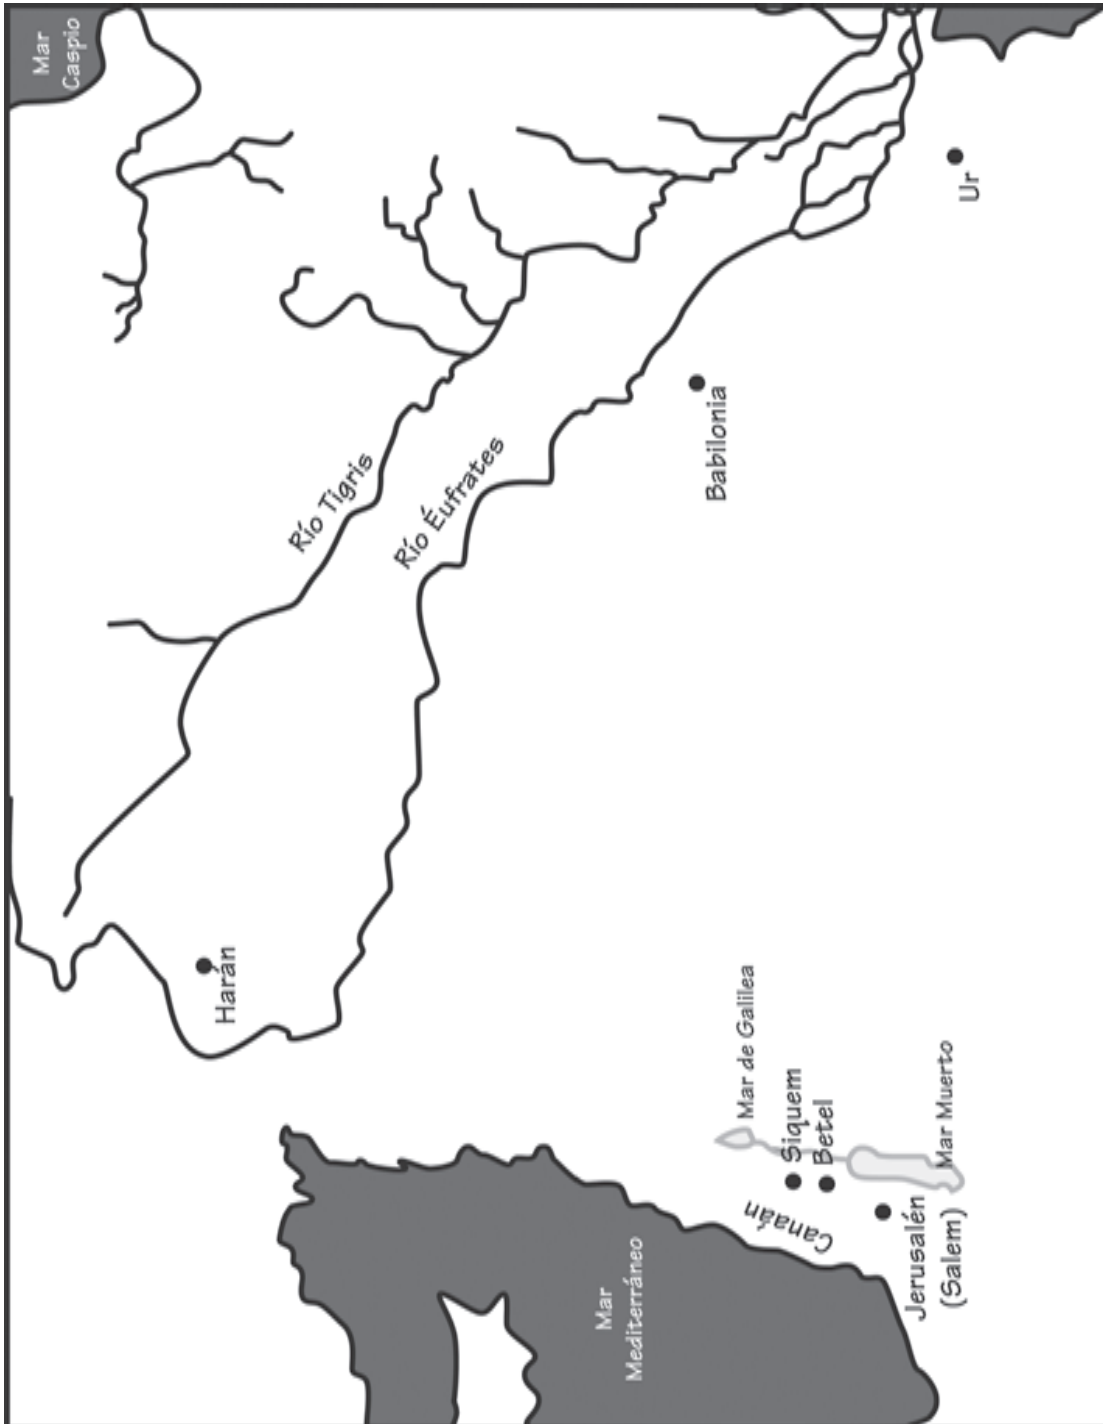 Mar
Caspio
Río Tigris
Río Éufrates
Harán
Babilonia
Ur
Mar
Mediterráneo
Canaán
Mar de Galilea
Siquem
Betel
Mar Muerto
Jerusalén
(Salem)